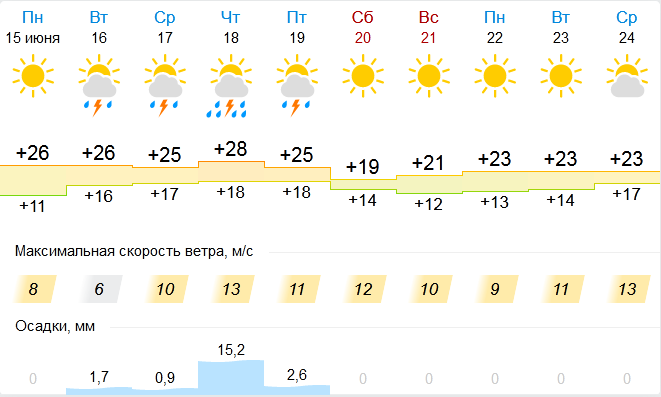 Пн Вт Ср Чт Пт Сб Вс Пн Вт Ср
15 июня 16 17 18 19 20 21 22 23 24
+26 +26 +25 +28 +25 +19 +21 +23 +23 +23
+11 +16 +17 +18 +18 +14 +12 +13 +14 +17
Максимальная скорость ветра, м/с
8 6 10 13 11 12 10 9 11 13
Осадки, мм
0 1,7 0,9 15,2 2,6 0 0 0 0 0